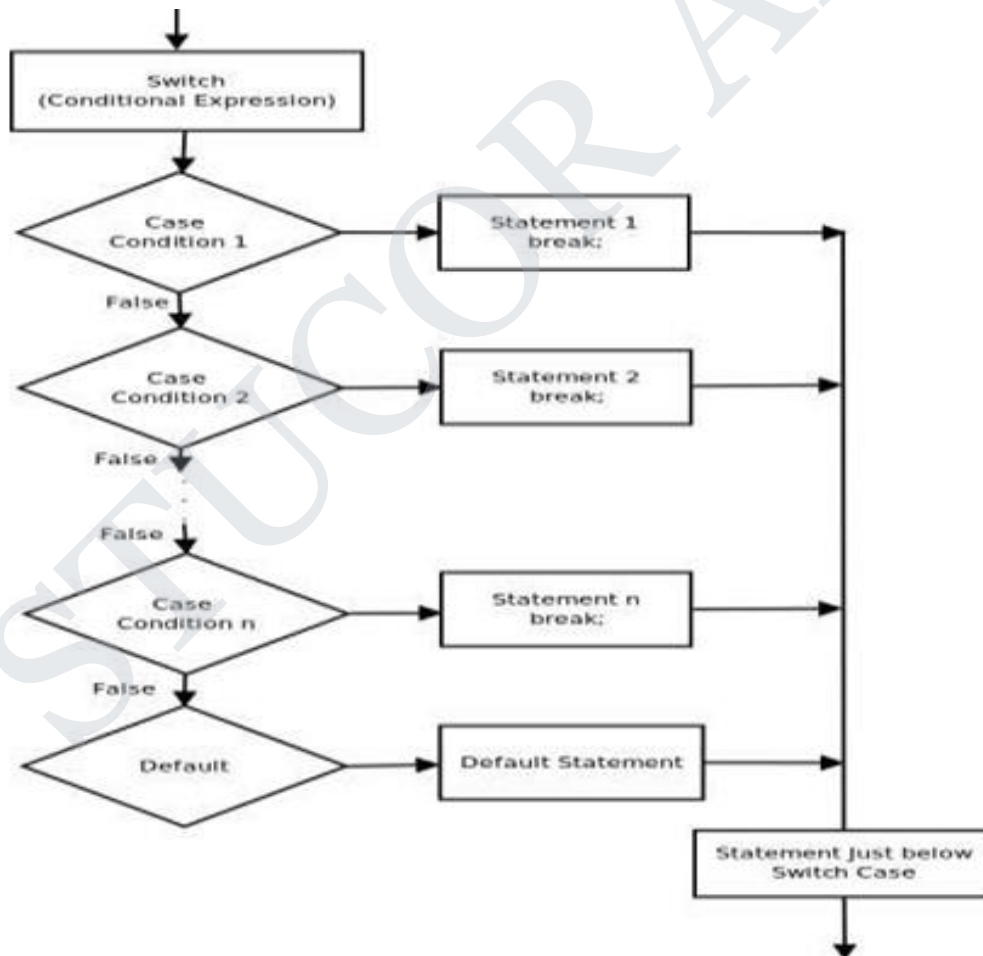 Switch
(Conditional Expression)
Case
Condition 1
Statement 1
break;
False
Case
Condition 2
Statement 2
break;
False
False
Case
Condition n
Statement n
break;
False
Default
Default Statement
Statement Just below
Switch Case
STUCOR A